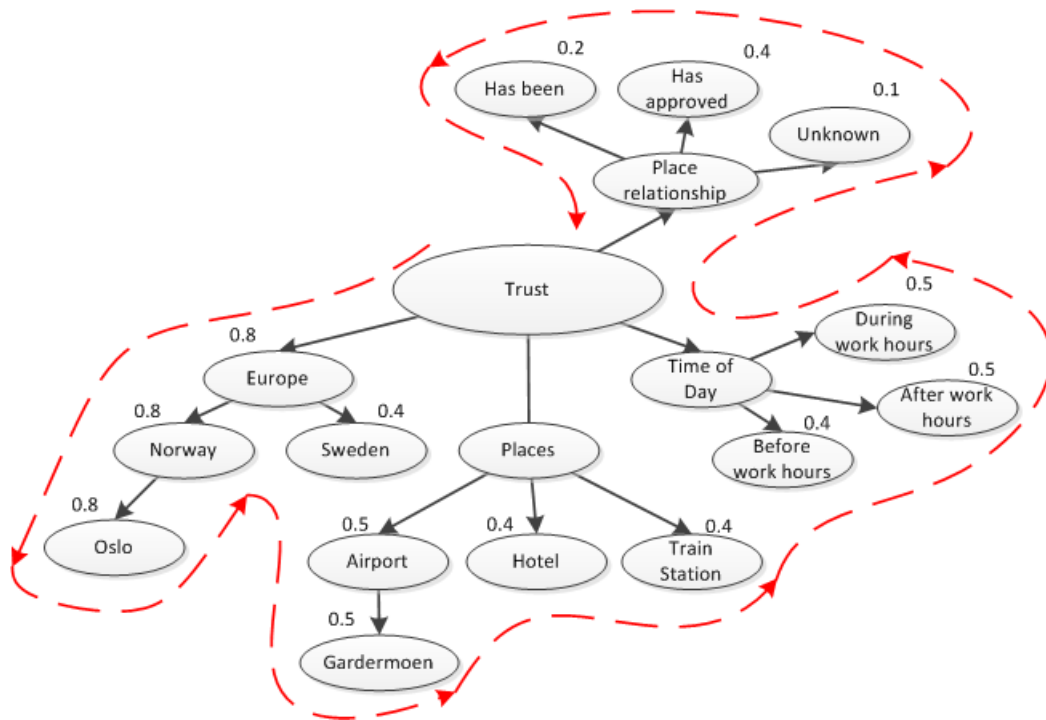 0.2
Has been
0.4
Has
approved
0.1
Unknown
Place
relationship
Trust
0.8
Europe
0.8
Norway
0.4
Sweden
0.8
Oslo
Places
0.5
Airport
0.4
Hotel
0.4
Train
Station
0.5
Gardermoen
Time of
Day
0.5
During
work hours
0.5
After work
hours
0.4
Before
work hours